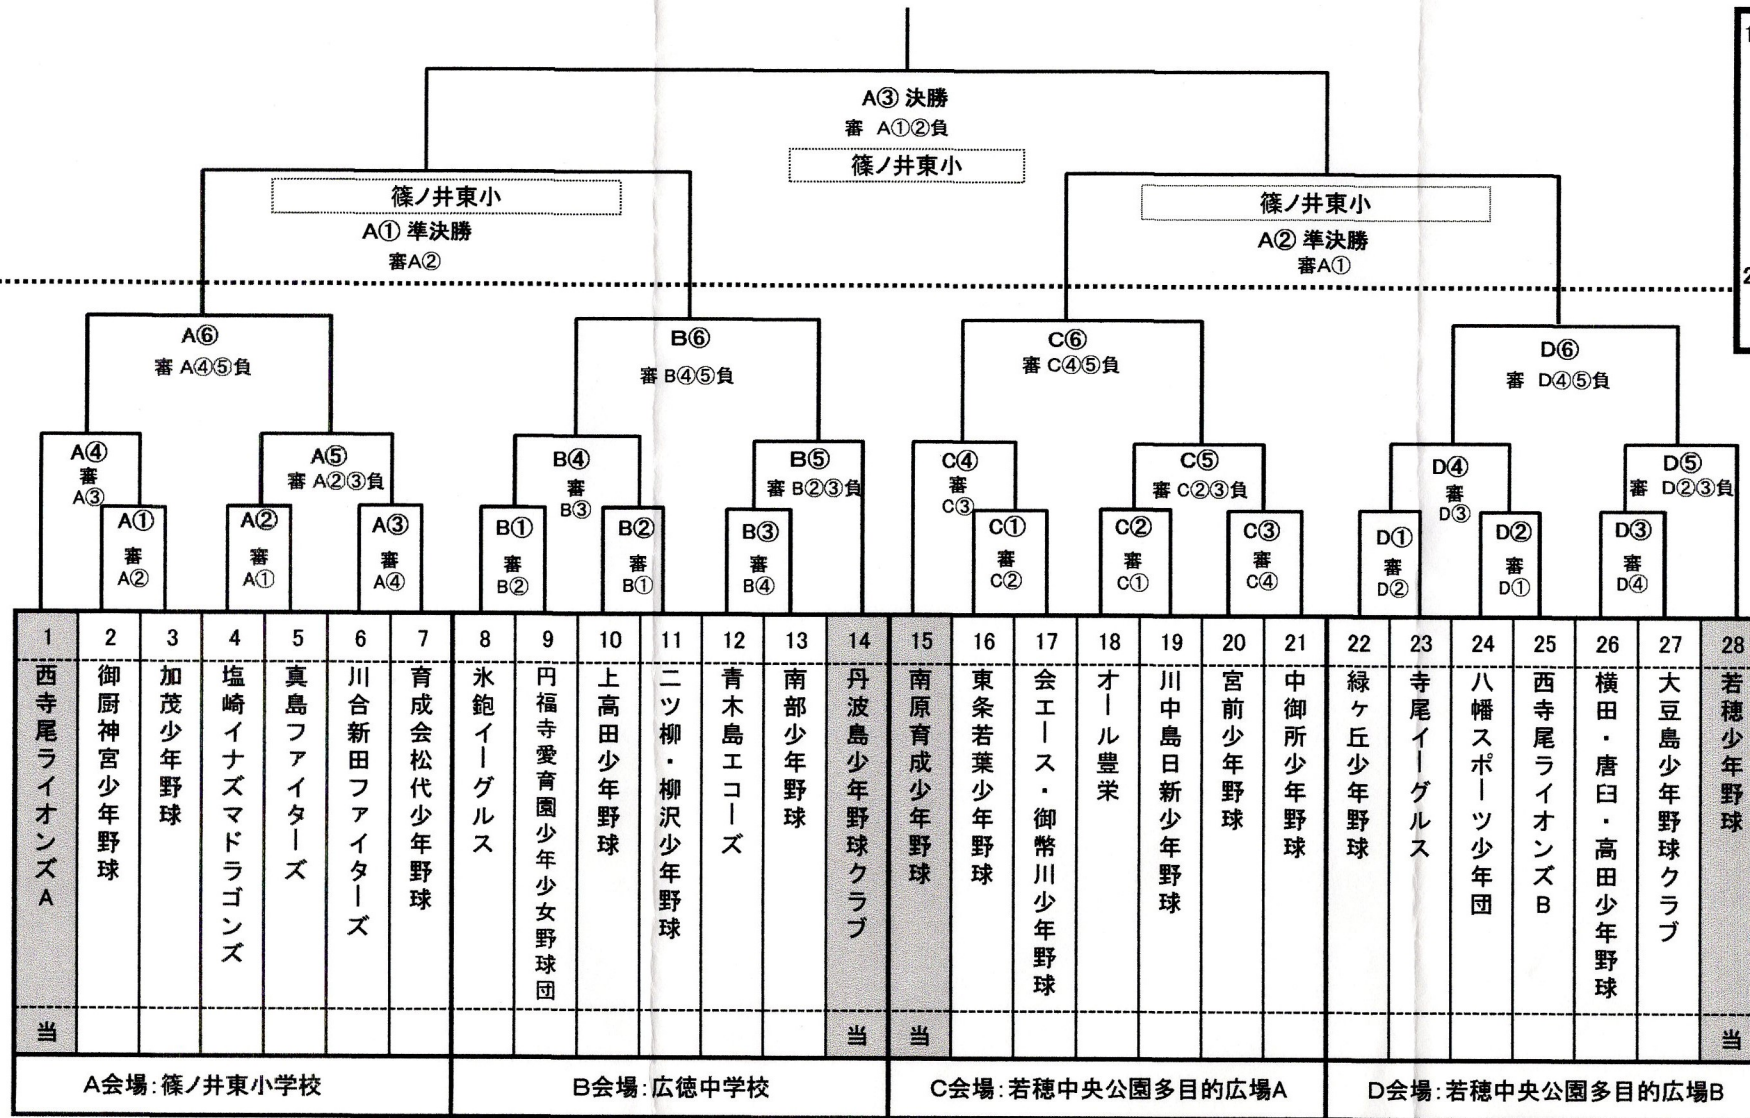 A③ 決勝
審 A①②負
篠ノ井東小
篠ノ井東小
A① 準決勝
審A②
篠ノ井東小
A② 準決勝
審A①
1
2
A⑥
審 A④⑤負
B⑥
審 B④⑤負
C⑥
審 C④⑤負
D⑥
審 D④⑤負
A④
審
A③
A⑤
審 A②③負
B④
審
B③
B⑤
審 B②③負
C④
審
C③
C⑤
審 C②③負
D④
審
D③
D⑤
審 D②③負
A①
審
A②
A②
審
A①
A③
審
A④
B①
審
B②
B②
審
B①
B③
審
B④
C①
審
C②
C②
審
C①
C③
審
C④
D①
審
D②
D②
審
D①
D③
審
D④
1
西寺尾ライオンズA
当
2
御厨神宮少年野球
3
加茂少年野球
4
塩崎イナズマドラゴンズ
5
真島ファイターズ
6
川合新田ファイターズ
7
育成会松代少年野球
8
氷鉋イーグルス
9
円福寺愛育園少年少女野球団
10
上高田少年野球
11
二ツ柳・柳沢少年野球
12
青木島エコーズ
13
南部少年野球
14
丹波島少年野球クラブ
当
15
南原育成少年野球
当
16
東条若葉少年野球
17
会エース・御幣川少年野球
18
オール豊栄
19
川中島日新少年野球
20
宮前少年野球
21
中御所少年野球
22
緑ヶ丘少年野球
23
寺尾イーグルス
24
八幡スポーツ少年団
25
西寺尾ライオンズB
26
横田・唐臼・高田少年野球
27
大豆島少年野球クラブ
28
若穂少年野球
当
A会場:篠ノ井東小学校
B会場:広徳中学校
C会場:若穂中央公園多目的広場A
D会場:若穂中央公園多目的広場B